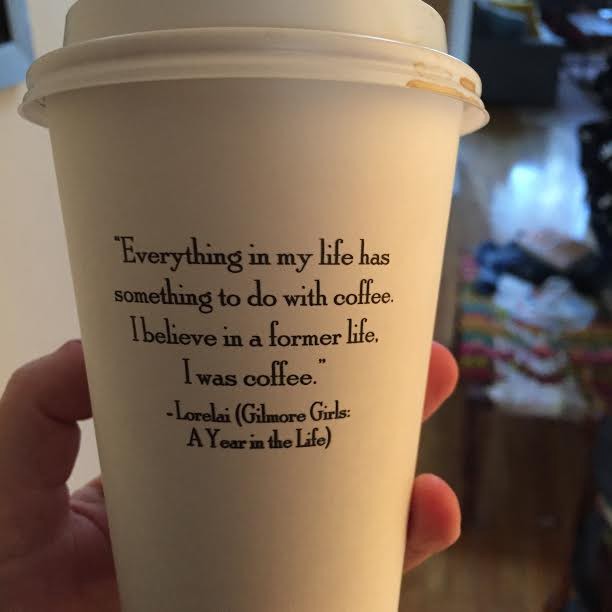 "Everything in my life has
something to do with coffee.
I believe in a former life,
I was coffee."
-Lorelai (Gilmore Girls:
A Year in the Life)